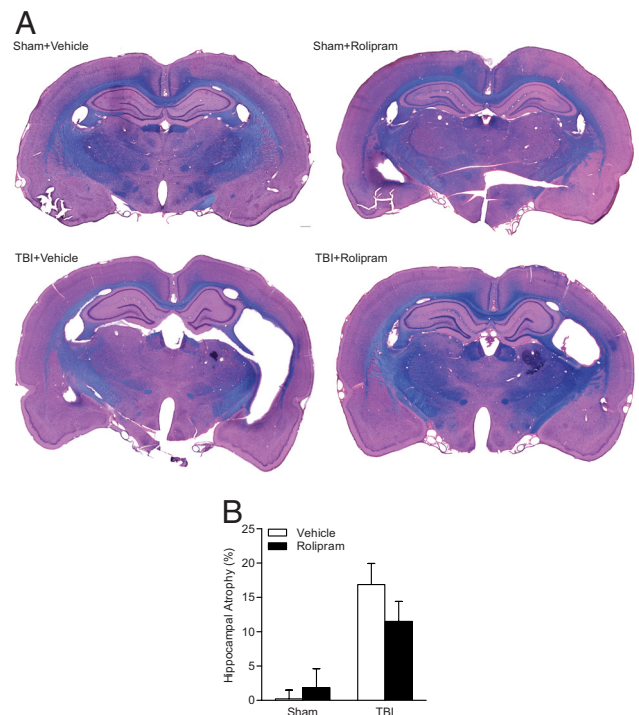 A
Sham+Vehicle
Sham+Rolipram
TBI+Vehicle
TBI+Rolipram
B
Hippocampal Atrophy (%)
25
20
15
10
5
0
Vehicle
Rolipram
Sham
TBI